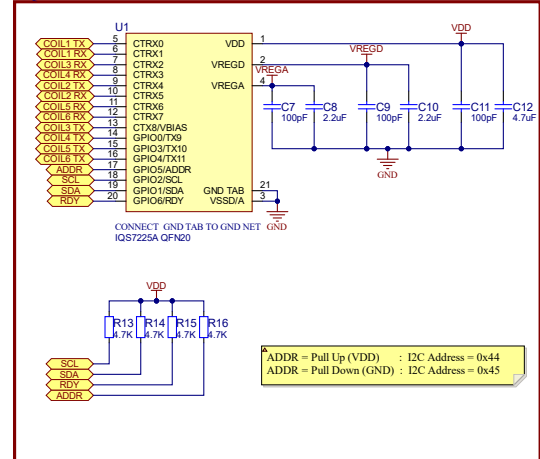 U1
COIL1 TX 5 CTRX0 VDD 1 VDD
COIL1 RX 6 CTRX1
COIL3 RX 7 CTRX2 VREGD 2 VREGD
COIL4 RX 8 CTRX3 VREGA
COIL2 TX 9 CTRX4 VREGA 4
COIL2 RX 10 CTRX5
COIL5 RX 11 CTRX6
COIL6 RX 12 CTRX7
COIL3 TX 13 CTX8/VBIAS
COIL4 TX 14 GPIO0/TX9
COIL5 TX 15 GPIO3/TX10
COIL6 TX 16 GPIO4/TX11
ADDR 17 GPIO5/ADDR
SCL 18 GPIO2/SCL
SDA 19 GPIO1/SDA GND TAB 21
RDY 20 GPIO6/RDY VSSD/A 3
C7 C8 C9 C10 C11 C12
100pF 2.2uF 100pF 2.2uF 100pF 4.7uF
GND
CONNECT GND TAB TO GND NET GND
IQS7225A QFN20
VDD
R13 R14 R15 R16
4.7K 4.7K 4.7K 4.7K
SCL
SDA
RDY
ADDR
ADDR = Pull Up (VDD) : I2C Address = 0x44
ADDR = Pull Down (GND) : I2C Address = 0x45